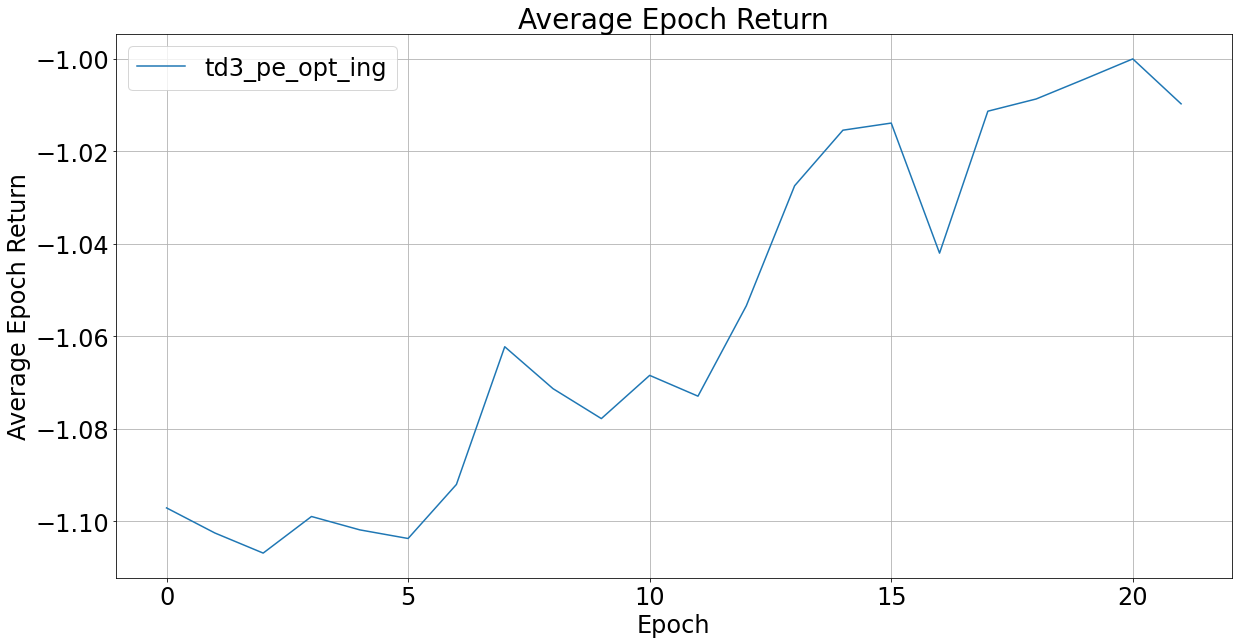 Average Epoch Return
td3_pe_opt_ing
Average Epoch Return
−1.00
−1.02
−1.04
−1.06
−1.08
−1.10
0 5 10 15 20
Epoch